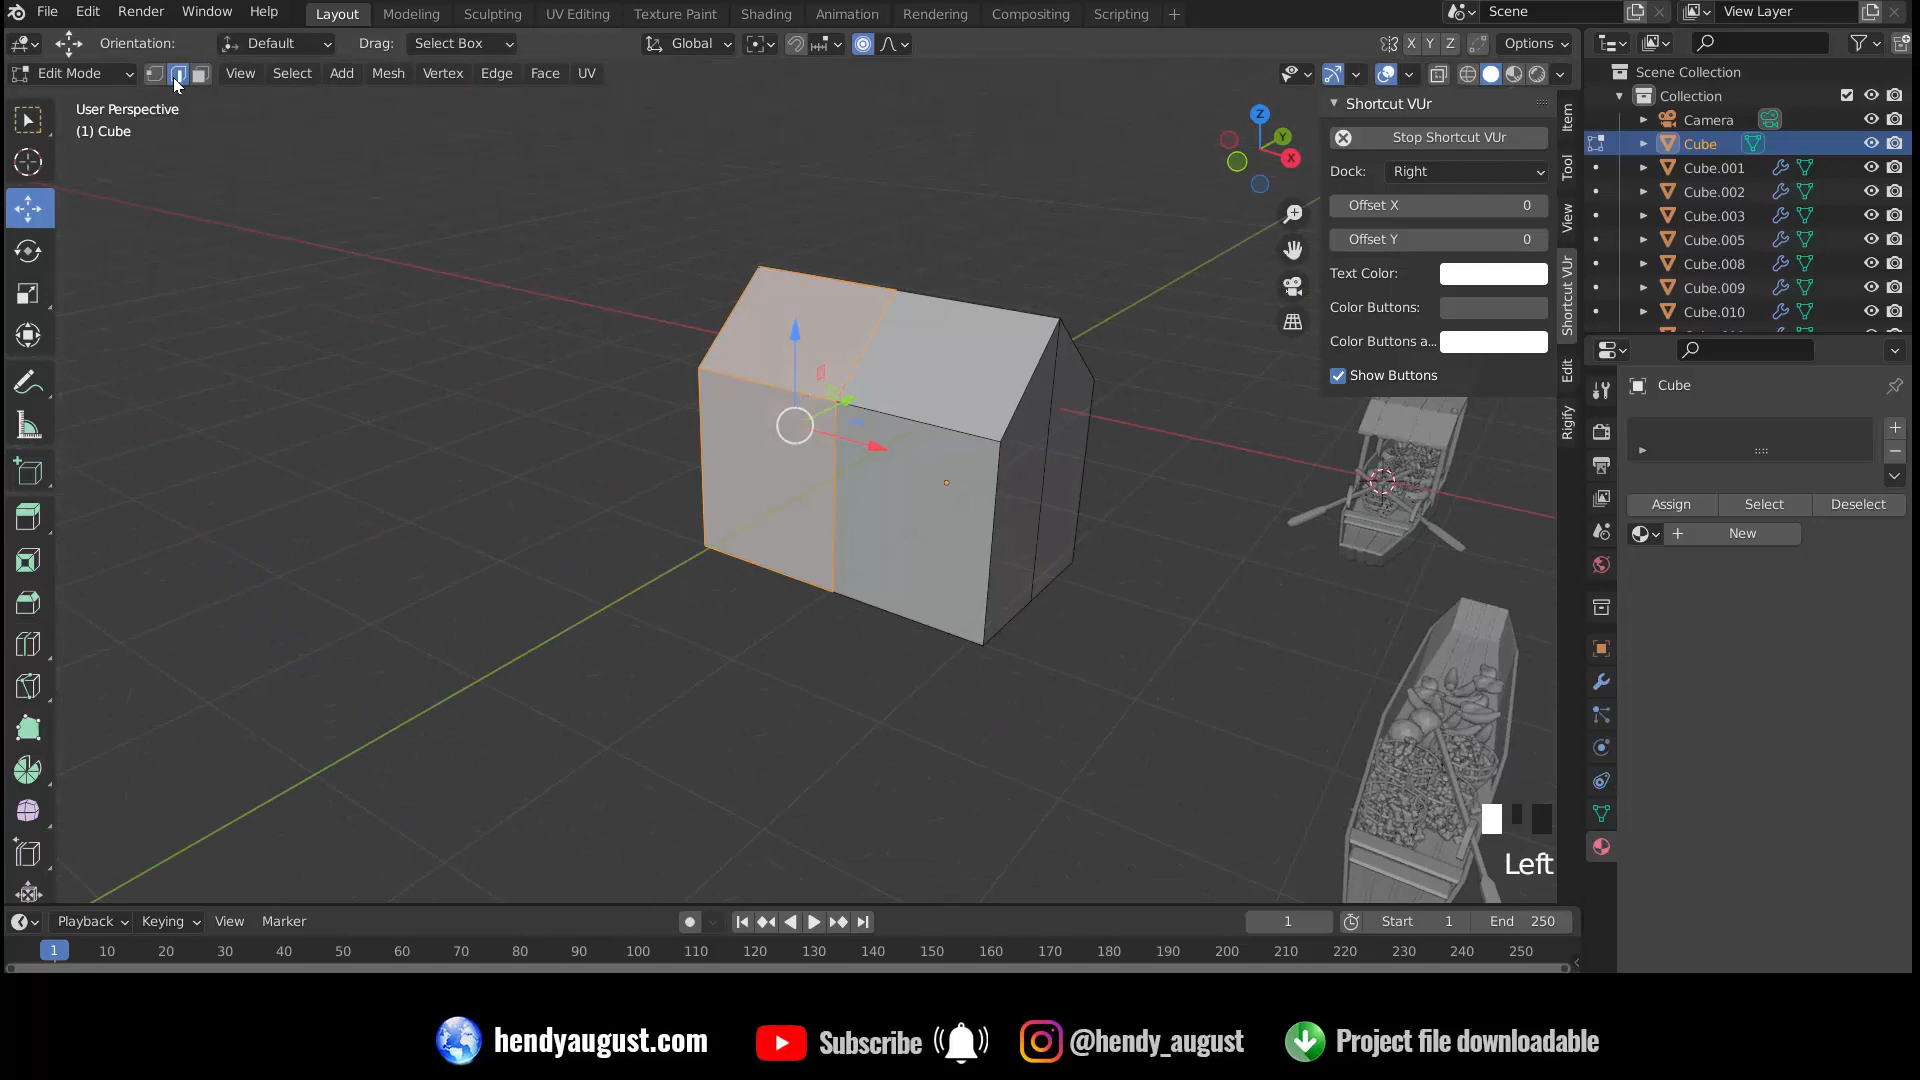 File Edit Render Window Help Layout Modeling Sculpting UV Editing Texture Paint Shading Animation Rendering Compositing Scripting + Scene View Layer
Orientation: Default Drag: Select Box Global X Y Z Options
Edit Mode View Select Add Mesh Vertex Edge Face UV
User Perspective
(1) Cube
Z
Y
X
Shortcut VUr
Stop Shortcut VUr
Dock: Right
Offset X 0
Offset Y 0
Text Color:
Color Buttons:
Color Buttons a...
Show Buttons
Item
Tool
View
Shortcut VUr
Edit
Rigify
Scene Collection
Collection
Camera
Cube
Cube.001
Cube.002
Cube.003
Cube.005
Cube.008
Cube.009
Cube.010
Cube
Assign Select Deselect
New
Left
Playback Keying View Marker 1 Start 1 End 250
1 10 20 30 40 50 60 70 80 90 100 110 120 130 140 150 160 170 180 190 200 210 220 230 240 250
hendyaugust.com Subscribe @hendy_august Project file downloadable